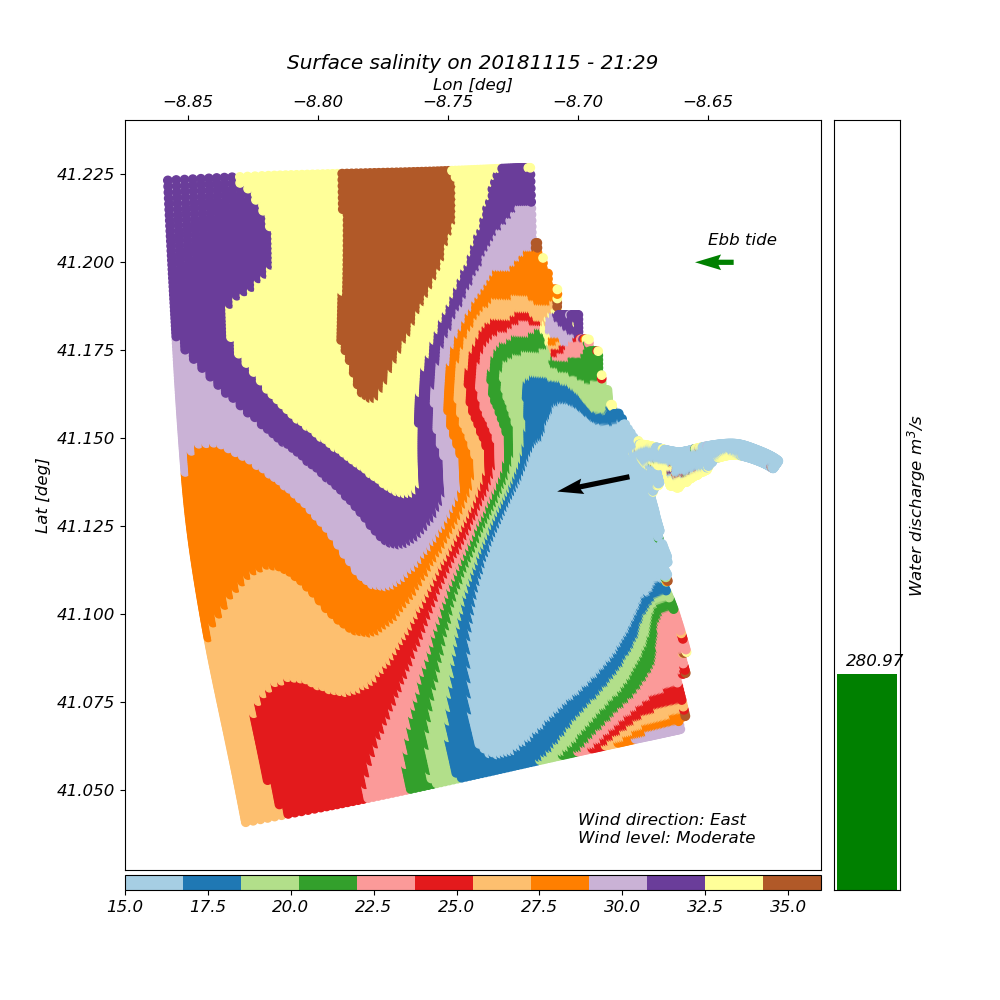 Surface salinity on 20181115 - 21:29
Lon [deg]
−8.85 −8.80 −8.75 −8.70 −8.65
41.225
41.200
41.175
41.150
41.125
41.100
41.075
41.050
Lat [deg]
Ebb tide
Wind direction: East
Wind level: Moderate
Water discharge m³/s
280.97
15.0 17.5 20.0 22.5 25.0 27.5 30.0 32.5 35.0